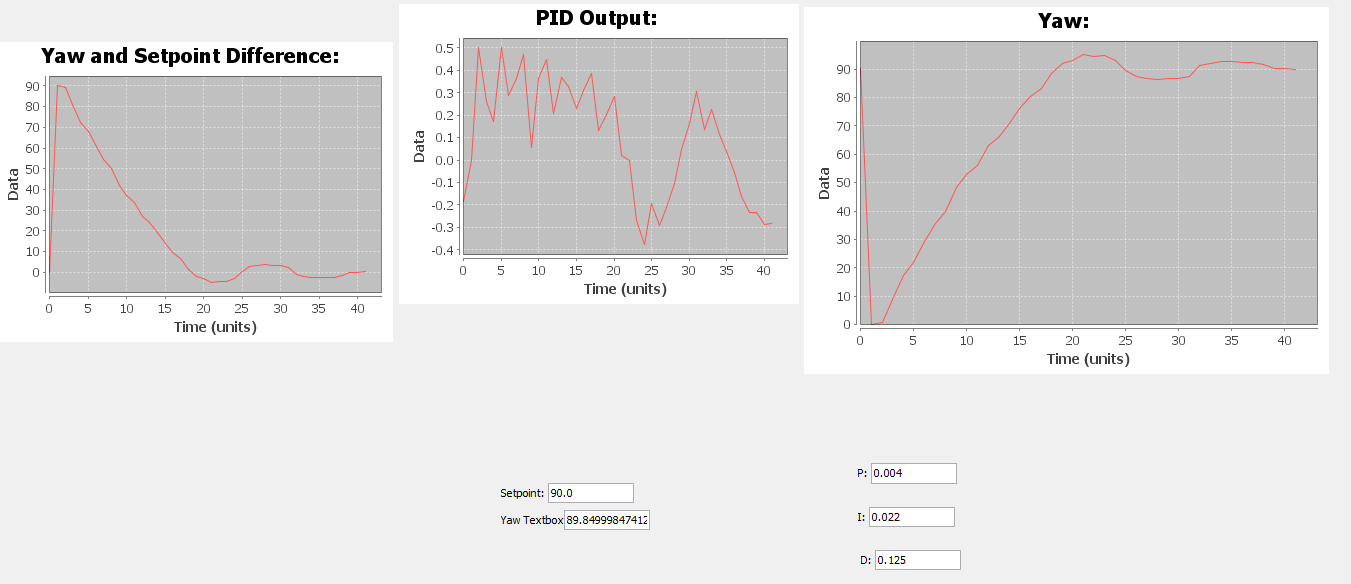 Yaw and Setpoint Difference:
90
80
70
60
50
40
30
20
10
0
Data
0 5 10 15 20 25 30 35 40
Time (units)
PID Output:
0.5
0.4
0.3
0.2
0.1
0.0
-0.1
-0.2
-0.3
-0.4
Data
0 5 10 15 20 25 30 35 40
Time (units)
Yaw:
90
80
70
60
50
40
30
20
10
0
Data
0 5 10 15 20 25 30 35 40
Time (units)
Setpoint: 90.0
Yaw Textbox 89.84999847412
P: 0.004
I: 0.022
D: 0.125